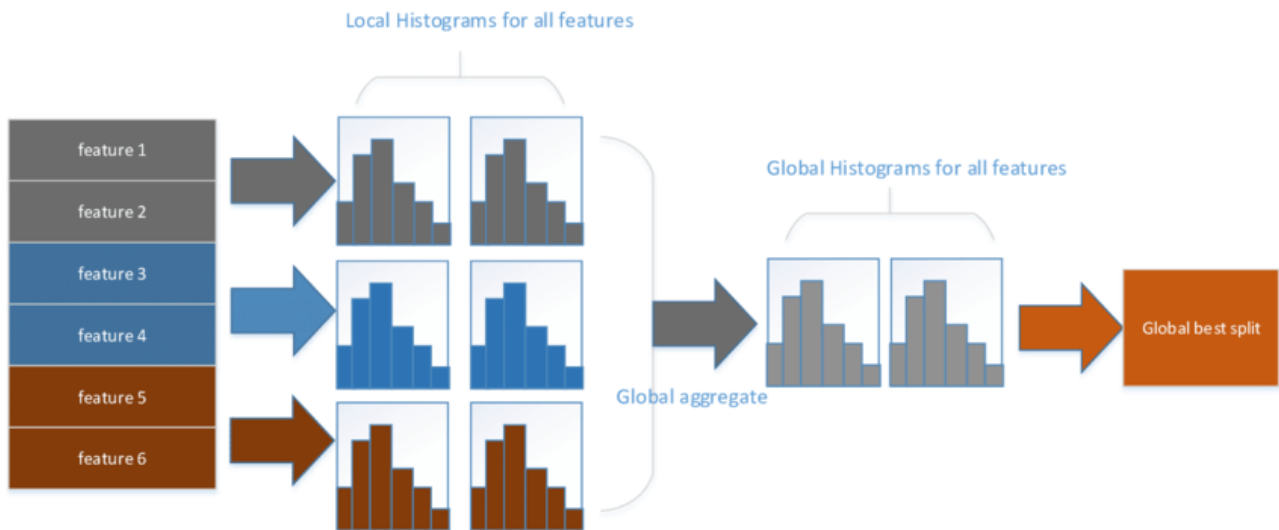 Local Histograms for all features
feature 1
feature 2
feature 3
feature 4
feature 5
feature 6
Global aggregate
Global Histograms for all features
Global best split